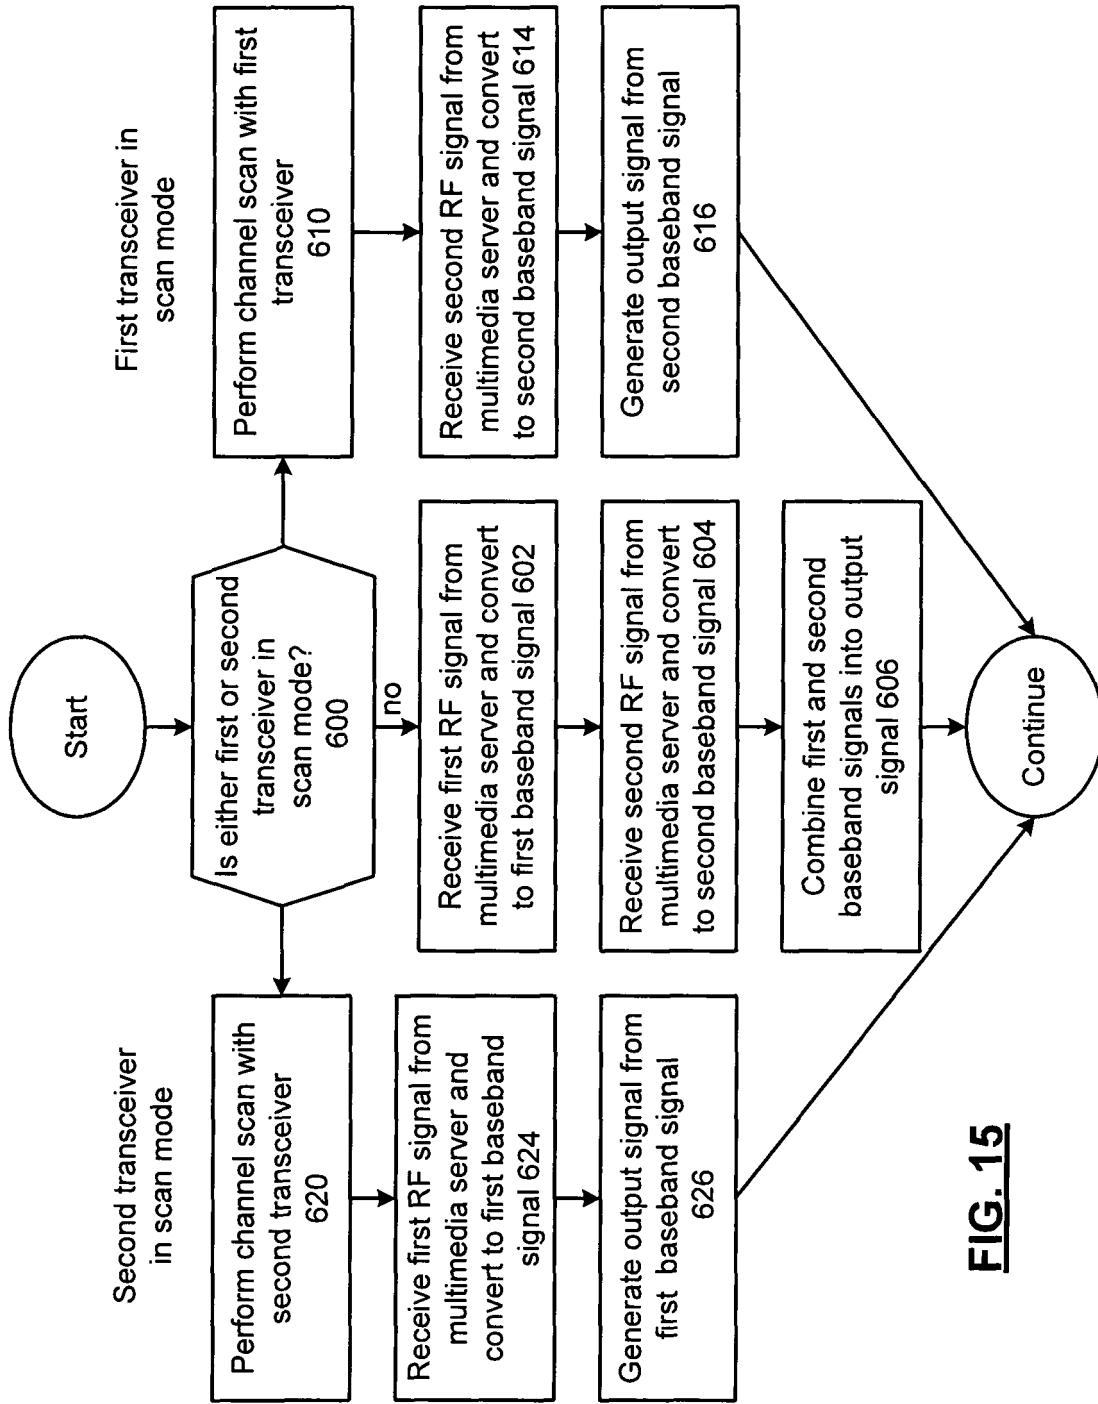 Start
Is either first or second
transceiver in
scan mode?
600
no
Second transceiver
in scan mode
Perform channel scan with
second transceiver
620
Receive first RF signal from
multimedia server and
convert to first baseband
signal 624
Generate output signal from
first baseband signal
626
Receive first RF signal from
multimedia server and convert
to first baseband signal 602
Receive second RF signal from
multimedia server and convert
to second baseband signal 604
Combine first and second
baseband signals into output
signal 606
First transceiver in
scan mode
Perform channel scan with first
transceiver
610
Receive second RF signal from
multimedia server and convert
to second baseband signal 614
Generate output signal from
second baseband signal
616
Continue
FIG. 15